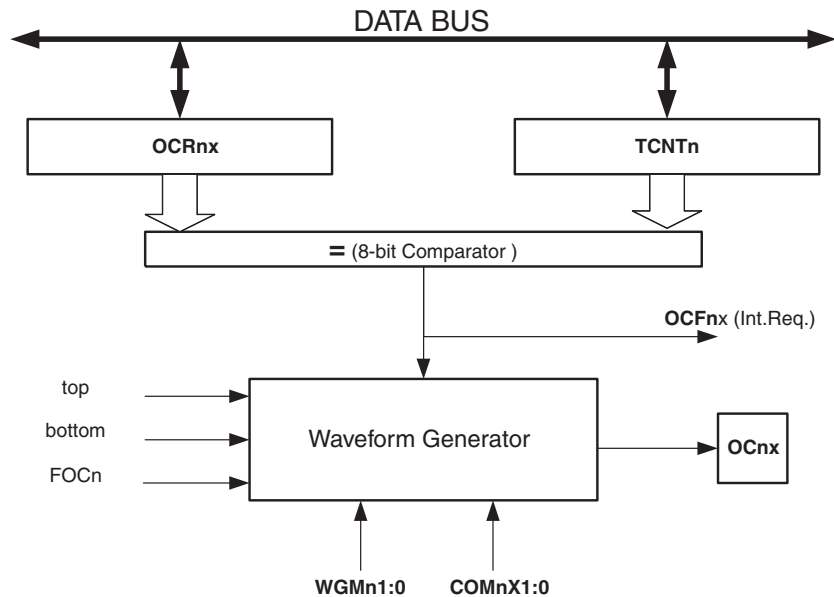 DATA BUS
OCRnx
TCNTn
= (8-bit Comparator )
OCFnx (Int.Req.)
top
bottom
FOCn
Waveform Generator
OCnx
WGMn1:0
COMnX1:0